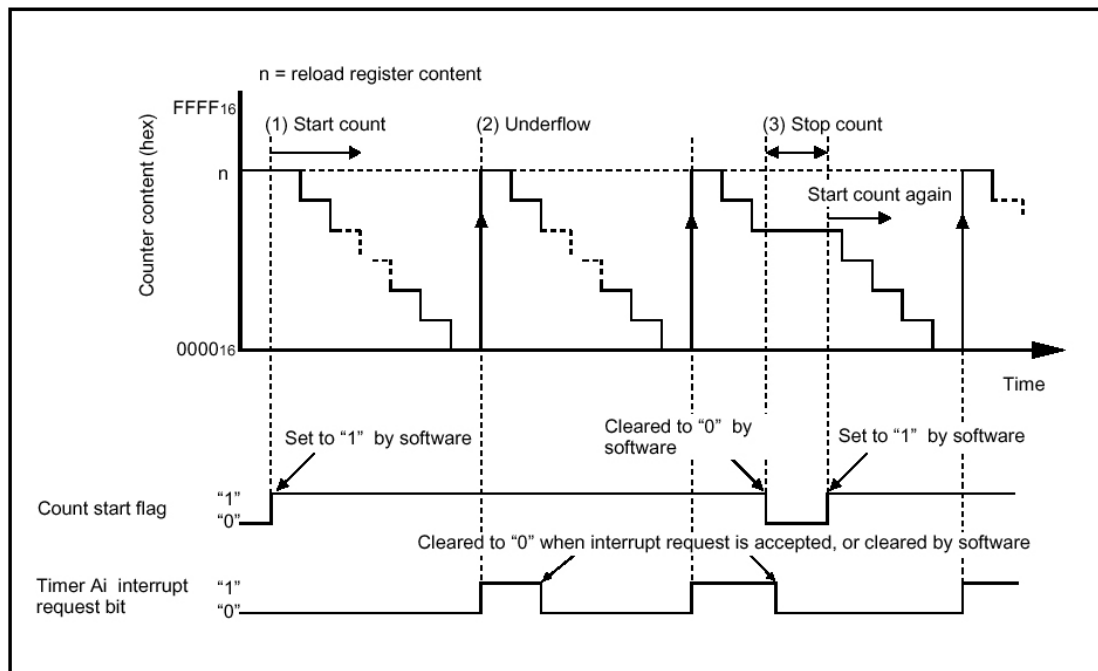 n = reload register content
FFFF16
(1) Start count
(2) Underflow
(3) Stop count
n
Start count again
Counter content (hex)
000016
Time
Set to “1” by software
Cleared to “0” by
software
Set to “1” by software
Count start flag
“1”
“0”
Cleared to “0” when interrupt request is accepted, or cleared by software
Timer Ai interrupt
request bit
“1”
“0”